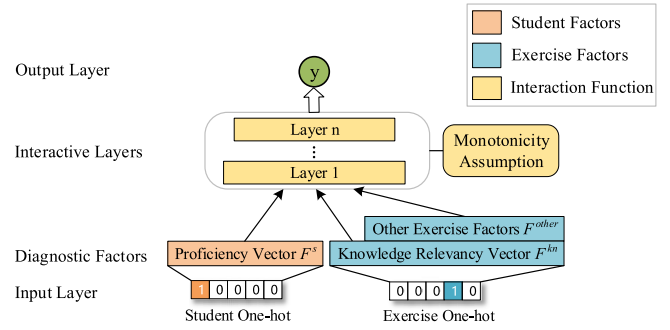 Student Factors
Exercise Factors
Interaction Function
Output Layer
y
Interactive Layers
Layer n
⋮
Layer 1
Monotonicity
Assumption
Other Exercise Factors F^other
Diagnostic Factors
Proficiency Vector F^s
Knowledge Relevancy Vector F^kn
Input Layer
1 0 0 0 0
0 0 0 1 0
Student One-hot
Exercise One-hot